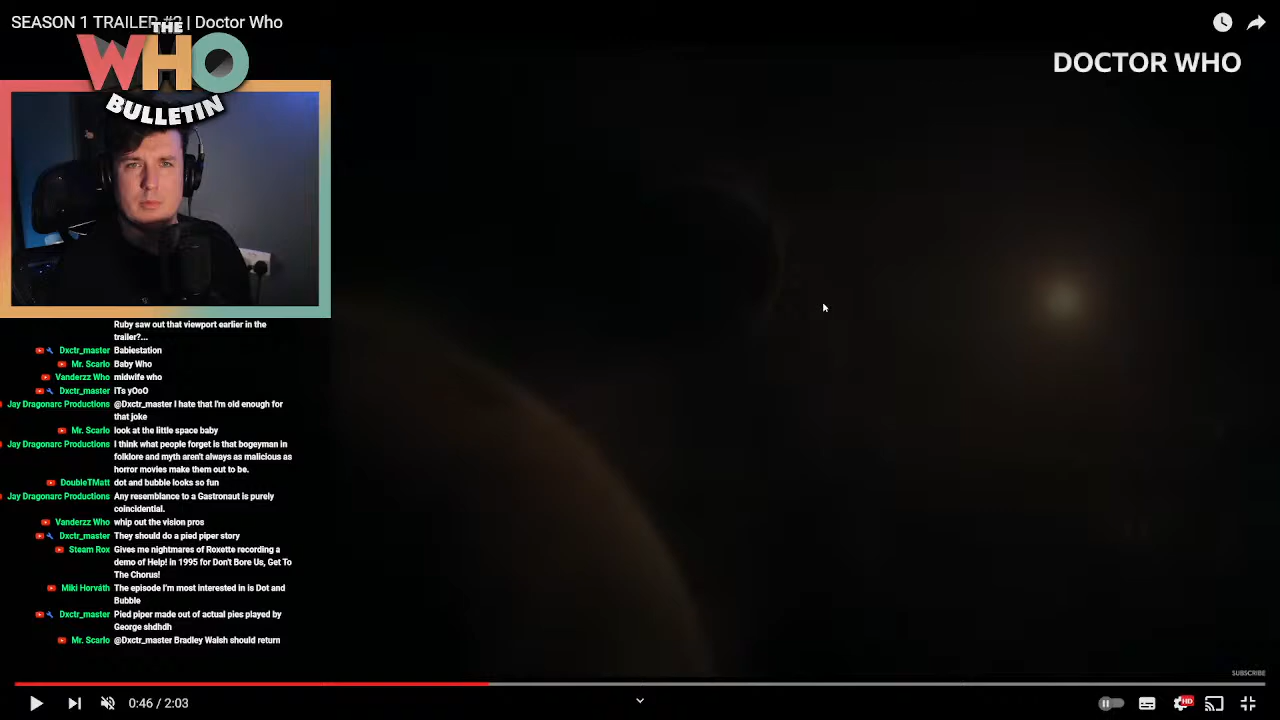 SEASON 1 TRAILER #2 | Doctor Who
THE
WHO
BULLETIN
DOCTOR WHO
Ruby saw out that viewport earlier in the
trailer?...
Dxctr_master Babiestation
Mr. Scarlo Baby Who
Vanderzz Who midwife who
Dxctr_master iTs yOoO
Jay Dragonarc Productions @Dxctr_master I hate that I'm old enough for
that joke
Mr. Scarlo look at the little space baby
Jay Dragonarc Productions I think what people forget is that bogeyman in
folklore and myth aren't always as malicious as
horror movies make them out to be.
DoubleTMatt dot and bubble looks so fun
Jay Dragonarc Productions Any resemblance to a Gastronaut is purely
coincidental.
Vanderzz Who whip out the vision pros
Dxctr_master They should do a pied piper story
Steam Rox Gives me nightmares of Roxette recording a
demo of Help! in 1995 for Don't Bore Us, Get To
The Chorus!
Miki Horváth The episode I'm most interested in is Dot and
Bubble
Dxctr_master Pied piper made out of actual pies played by
George shdhdh
Mr. Scarlo @Dxctr_master Bradley Walsh should return
SUBSCRIBE
0:46 / 2:03
HD